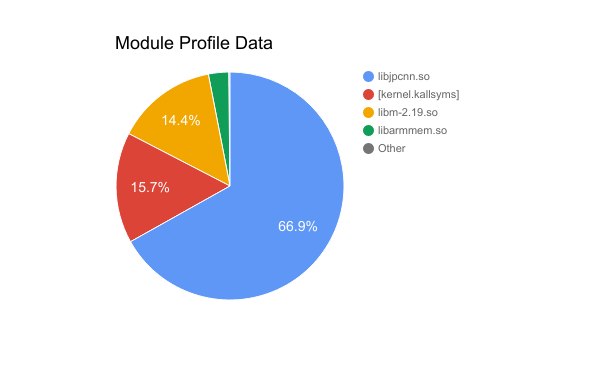 Module Profile Data
libjpcnn.so
[kernel.kallsyms]
libm-2.19.so
libarmmem.so
Other
14.4%
15.7%
66.9%